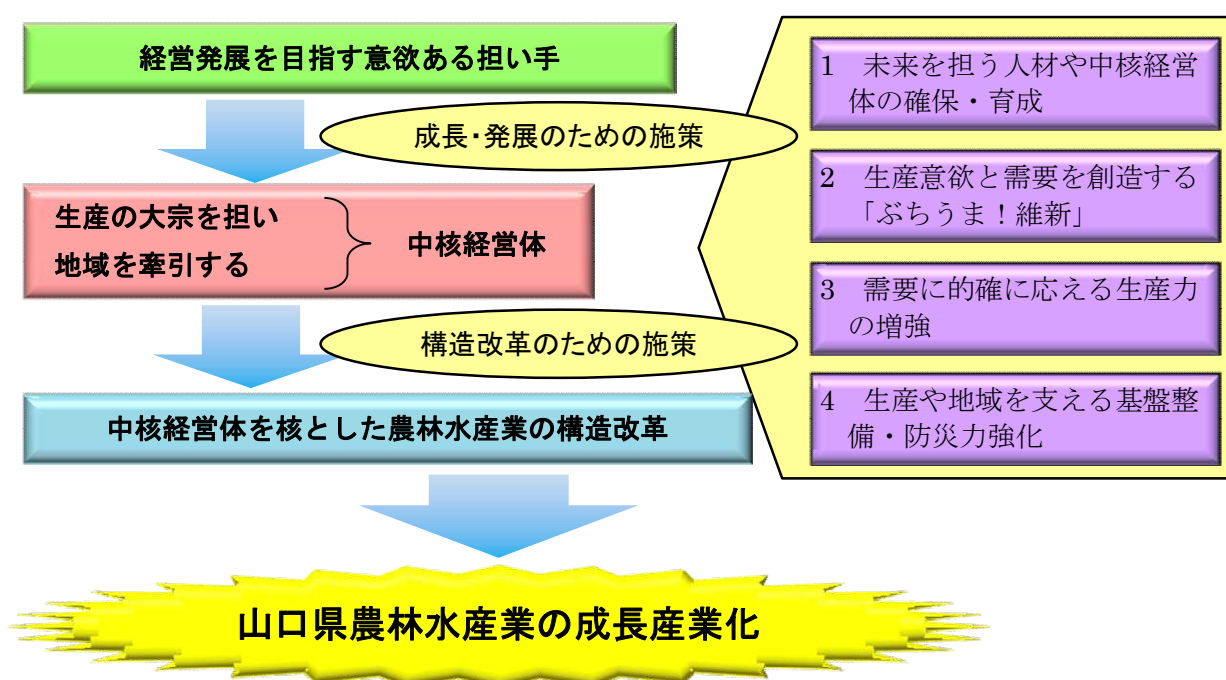 経営発展を目指す意欲ある担い手
成長・発展のための施策
生産の大宗を担い
地域を牽引する
中核経営体
構造改革のための施策
中核経営体を核とした農林水産業の構造改革
山口県農林水産業の成長産業化
1　未来を担う人材や中核経営
体の確保・育成
2　生産意欲と需要を創造する
「ぶちうま！維新」
3　需要に的確に応える生産力
の増強
4　生産や地域を支える基盤整
備・防災力強化